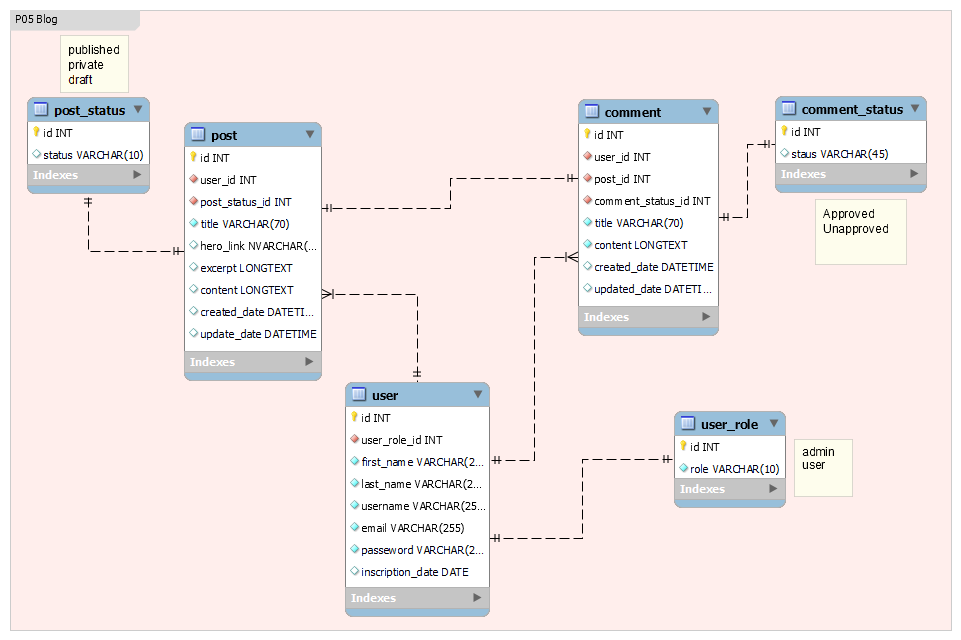 P05 Blog
published
private
draft
post_status
id INT
status VARCHAR(10)
Indexes
post
id INT
user_id INT
post_status_id INT
title VARCHAR(70)
hero_link NVARCHAR(...
excerpt LONGTEXT
content LONGTEXT
created_date DATETI...
update_date DATETIME
Indexes
comment
id INT
user_id INT
post_id INT
comment_status_id INT
title VARCHAR(70)
content LONGTEXT
created_date DATETIME
updated_date DATETI...
Indexes
comment_status
id INT
staus VARCHAR(45)
Indexes
Approved
Unapproved
user
id INT
user_role_id INT
first_name VARCHAR(2...
last_name VARCHAR(2...
username VARCHAR(25...
email VARCHAR(255)
passeword VARCHAR(2...
inscription_date DATE
Indexes
user_role
id INT
role VARCHAR(10)
Indexes
admin
user